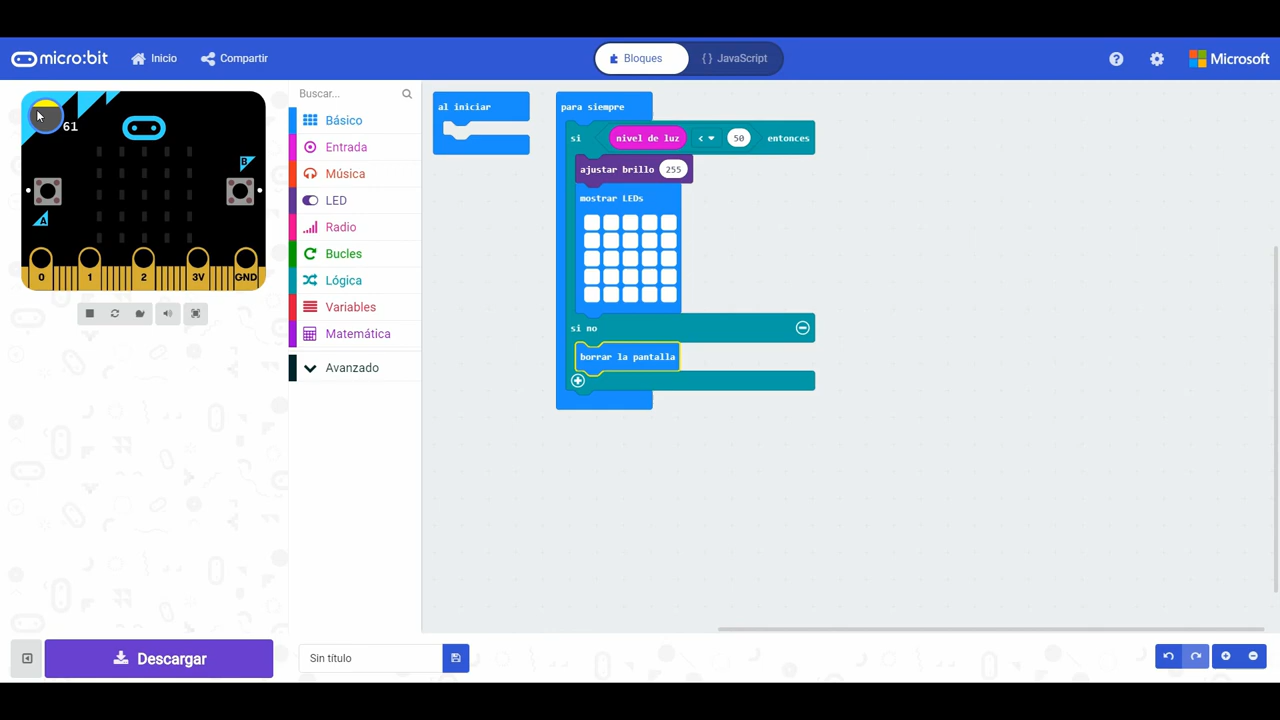 micro:bit
Inicio
Compartir
Bloques
{ } JavaScript
?
Microsoft
61
B
A
0 1 2 3V GND
Buscar...
Básico
Entrada
Música
LED
Radio
Bucles
Lógica
Variables
Matemática
Avanzado
al iniciar
para siempre
si nivel de luz < 50 entonces
ajustar brillo 255
mostrar LEDs
si no
borrar la pantalla
Descargar
Sin título